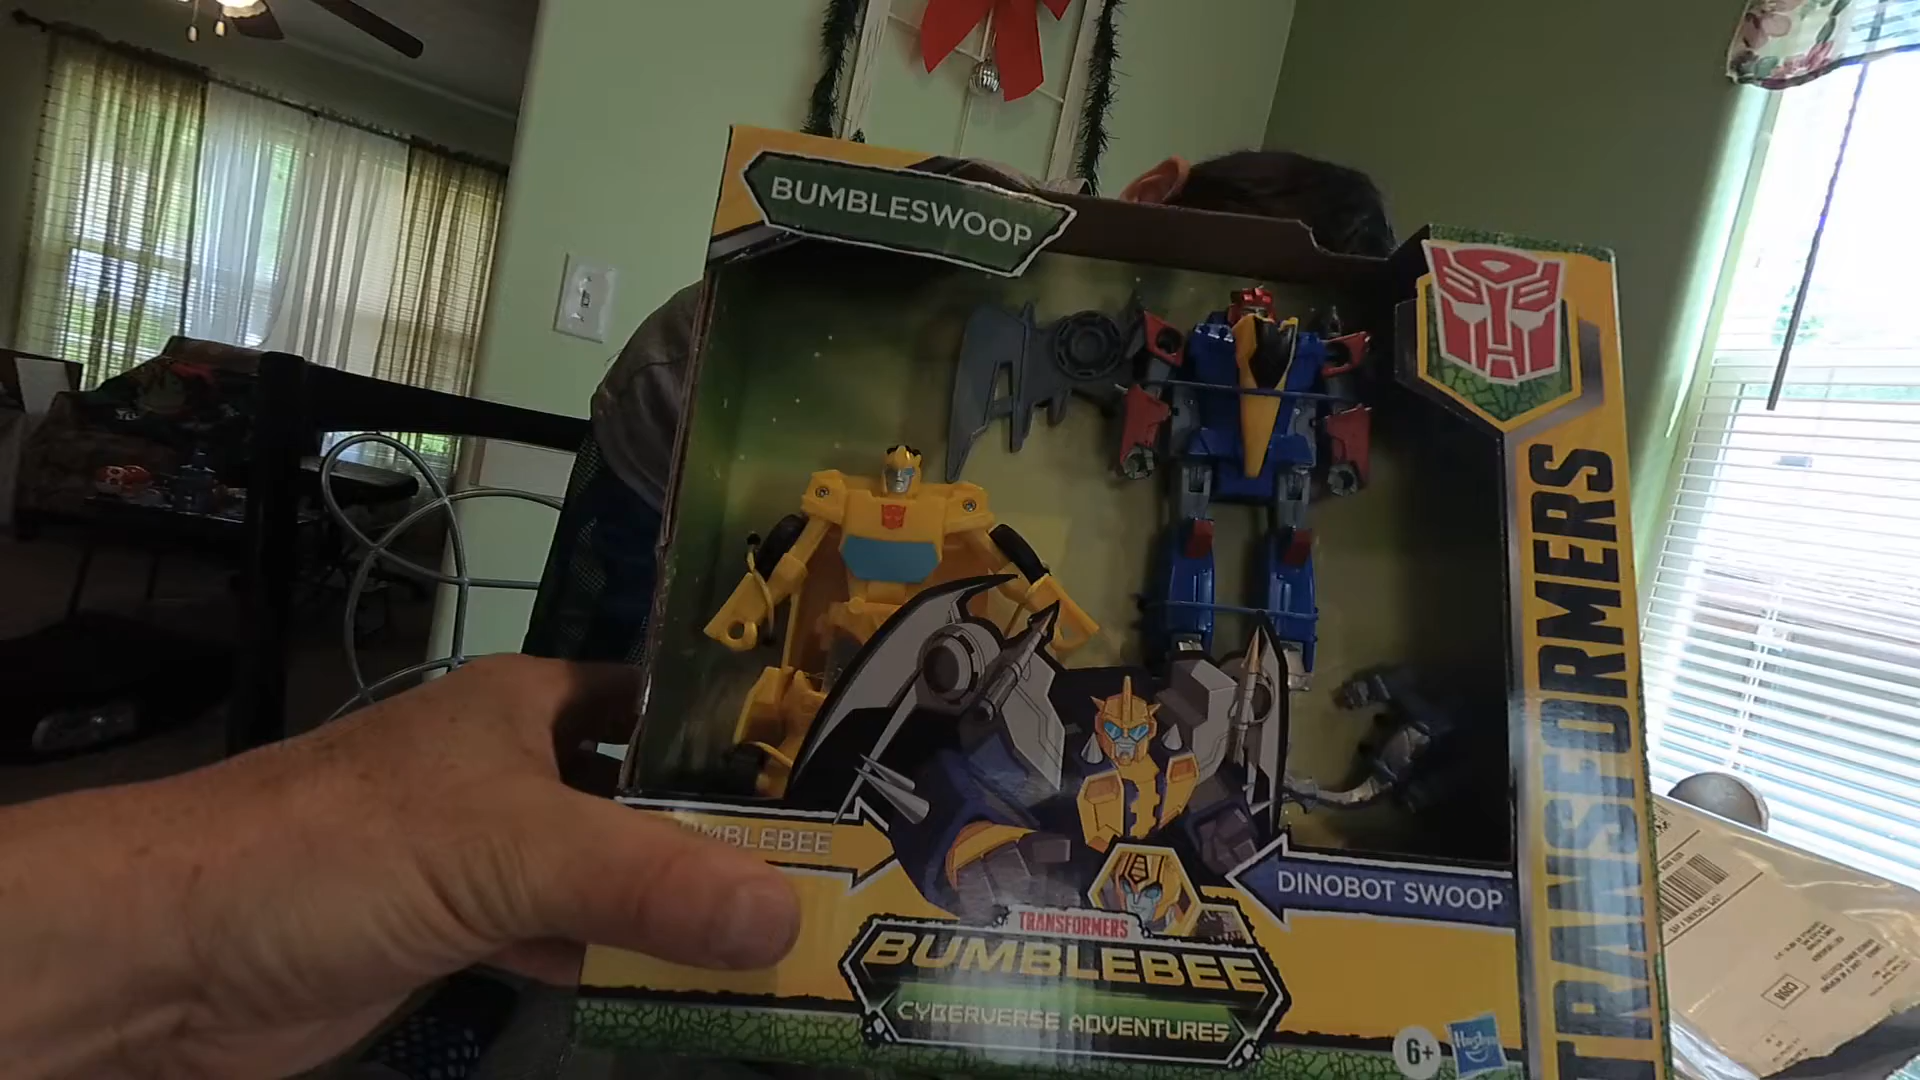 BUMBLESWOOP
TRANSFORMERS
MBLEBEE
DINOBOT SWOOP
TRANSFORMERS
BUMBLEBEE
CYBERVERSE ADVENTURES
6+
Hasbro